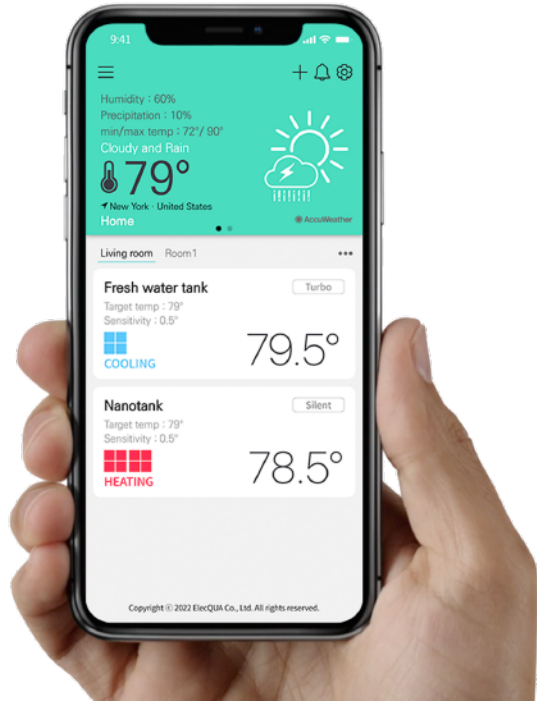 9:41
Humidity : 60%
Precipitation : 10%
min/max temp : 72°/ 90°
Cloudy and Rain
79°
New York · United States
Home
AccuWeather
Living room Room1
Fresh water tank Turbo
Target temp : 79°
Sensitivity : 0.5°
COOLING 79.5°
Nanotank Silent
Target temp : 79°
Sensitivity : 0.5°
HEATING 78.5°
Copyright ⓒ 2022 ElecQUA Co., Ltd. All rights reserved.